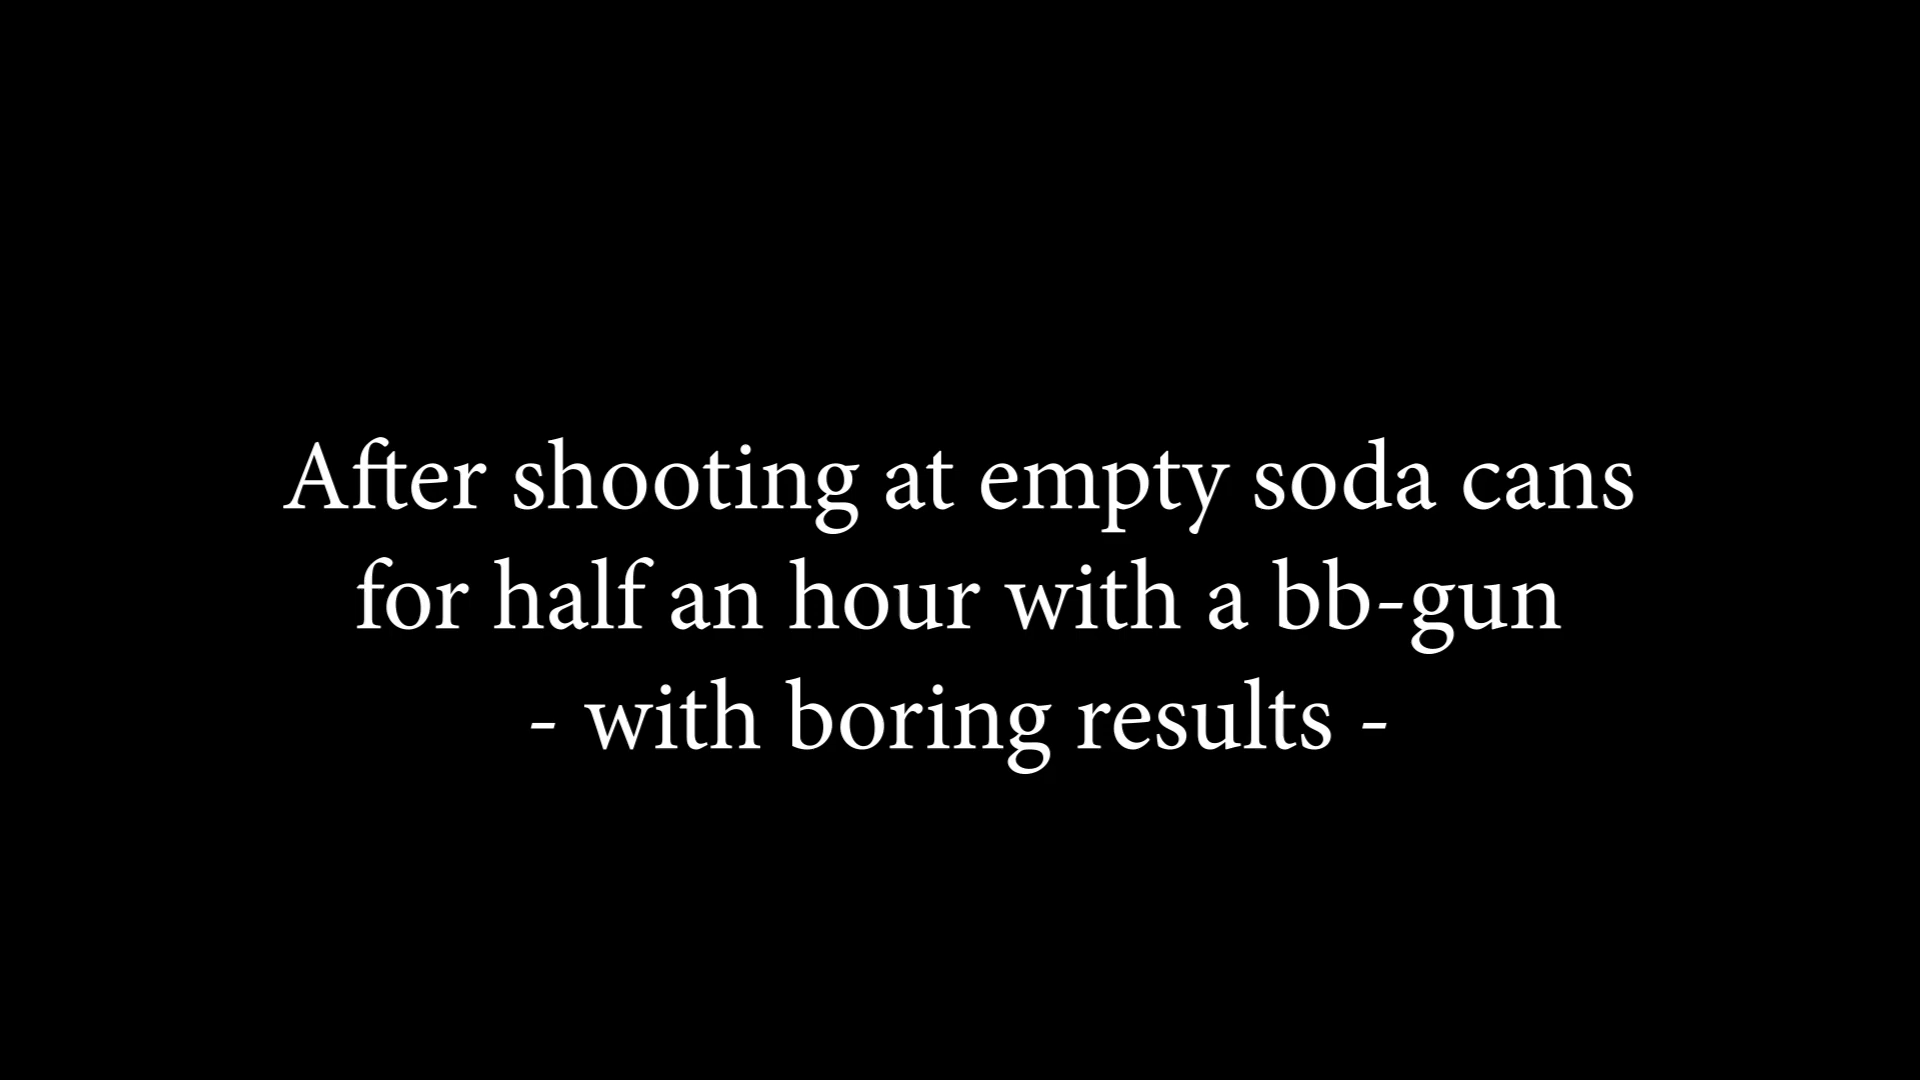 After shooting at empty soda cans
for half an hour with a bb-gun
- with boring results -